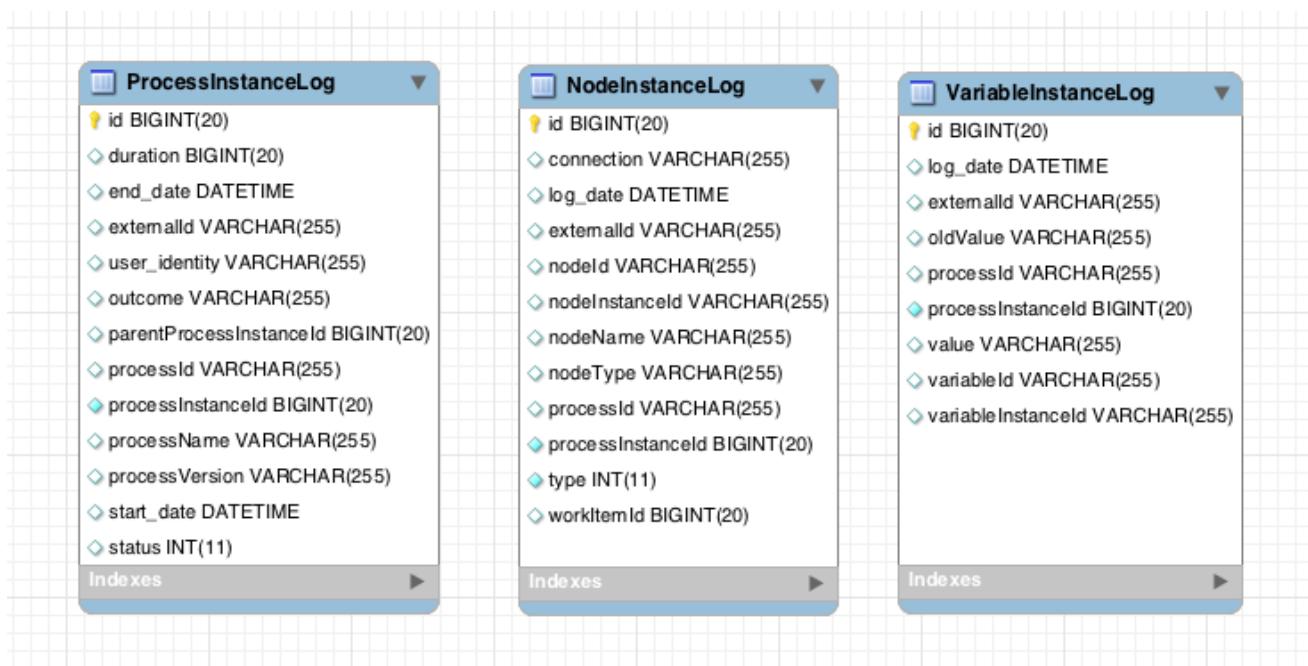 ProcessInstanceLog
id BIGINT(20)
duration BIGINT(20)
end_date DATETIME
externalId VARCHAR(255)
user_identity VARCHAR(255)
outcome VARCHAR(255)
parentProcessInstanceId BIGINT(20)
processId VARCHAR(255)
processInstanceId BIGINT(20)
processName VARCHAR(255)
processVersion VARCHAR(255)
start_date DATETIME
status INT(11)
Indexes
NodeInstanceLog
id BIGINT(20)
connection VARCHAR(255)
log_date DATETIME
externalId VARCHAR(255)
nodeId VARCHAR(255)
nodeInstanceId VARCHAR(255)
nodeName VARCHAR(255)
nodeType VARCHAR(255)
processId VARCHAR(255)
processInstanceId BIGINT(20)
type INT(11)
workItemId BIGINT(20)
Indexes
VariableInstanceLog
id BIGINT(20)
log_date DATETIME
externalId VARCHAR(255)
oldValue VARCHAR(255)
processId VARCHAR(255)
processInstanceId BIGINT(20)
value VARCHAR(255)
variableId VARCHAR(255)
variableInstanceId VARCHAR(255)
Indexes